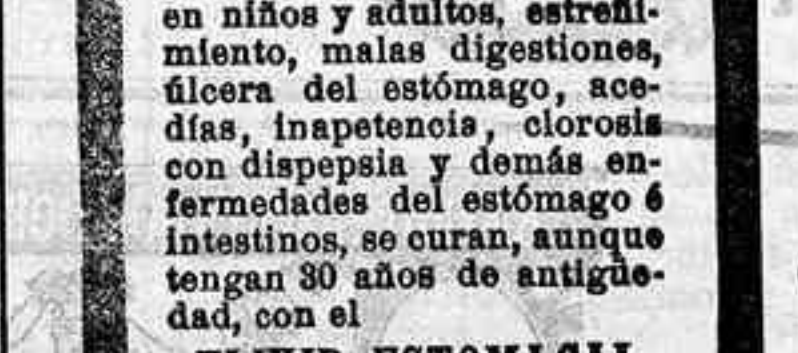 en niños y adultos, estreñi-
miento, malas digestiones,
úlcera del estómago, ace-
días, inapetencia, clorosis
con dispepsia y demás en-
fermedades del estómago é
intestinos, se curan, aunque
tengan 30 años de antigüe-
dad, con el